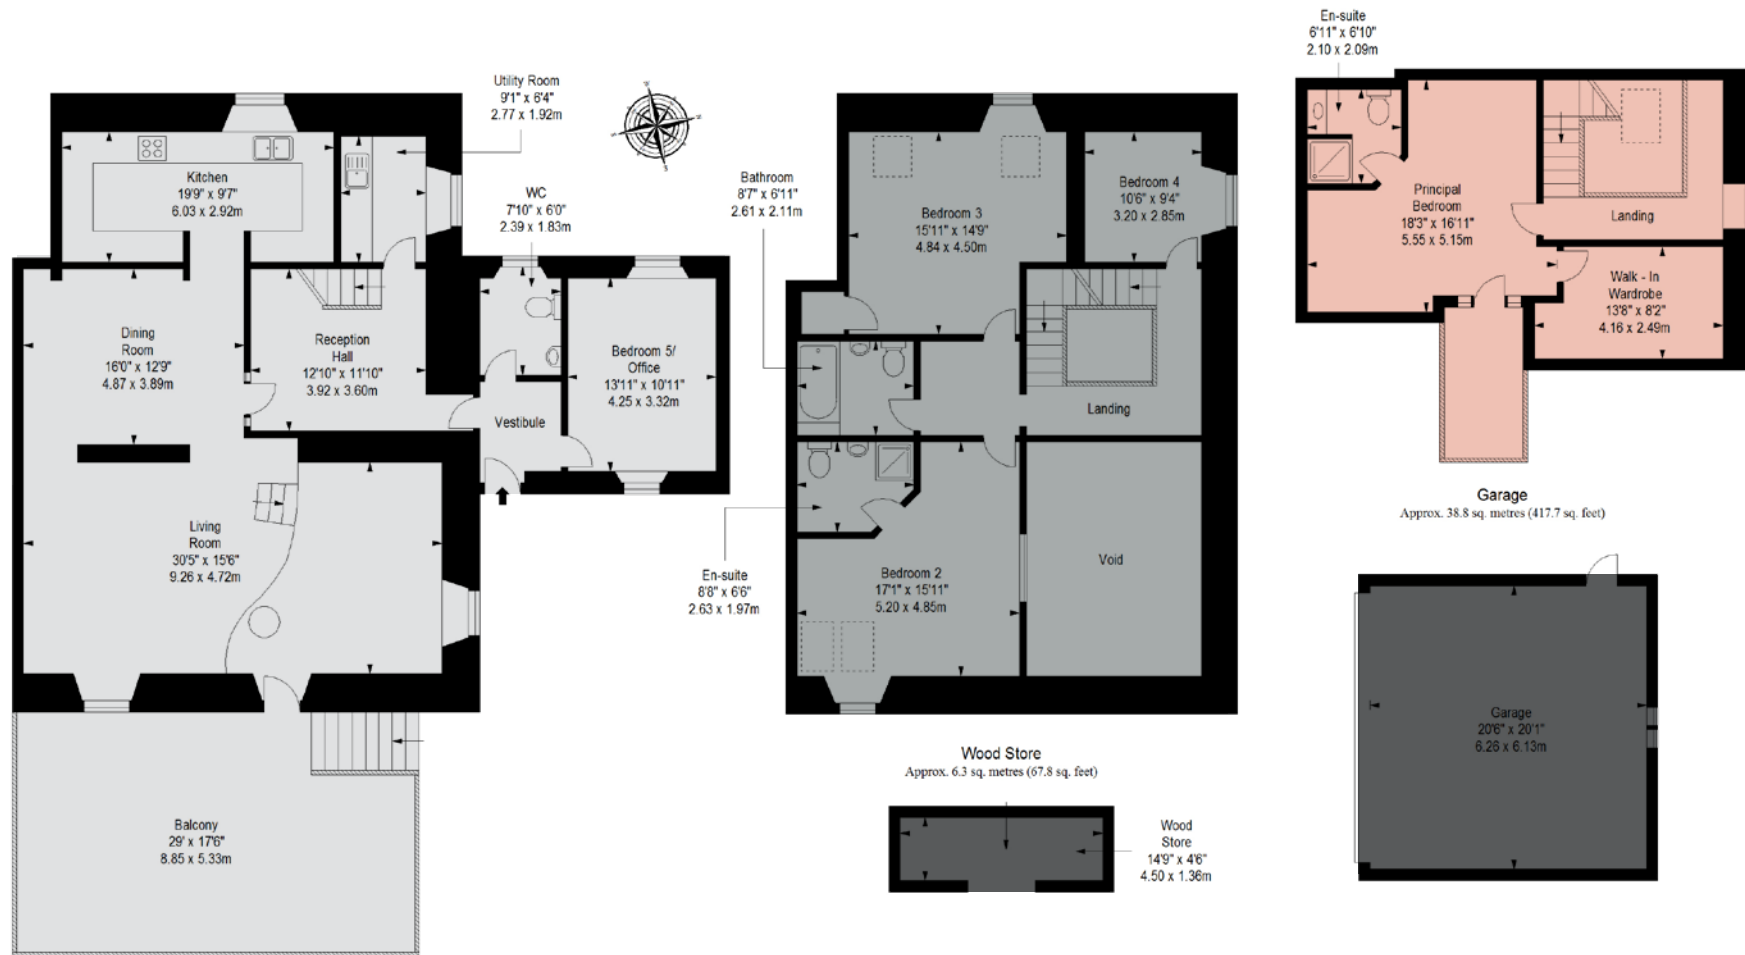 Utility Room
9'1" x 6'4"
2.77 x 1.92m
Kitchen
19'9" x 9'7"
6.03 x 2.92m
WC
7'10" x 6'0"
2.39 x 1.83m
Dining
Room
16'0" x 12'9"
4.87 x 3.89m
Reception
Hall
12'10" x 11'10"
3.92 x 3.60m
Bedroom 5/
Office
13'11" x 10'11"
4.25 x 3.32m
Vestibule
Living
Room
30'5" x 15'6"
9.26 x 4.72m
Balcony
29' x 17'6"
8.85 x 5.33m
Bathroom
8'7" x 6'11"
2.61 x 2.11m
Bedroom 3
15'11" x 14'9"
4.84 x 4.50m
Bedroom 4
10'6" x 9'4"
3.20 x 2.85m
Landing
En-suite
8'8" x 6'6"
2.63 x 1.97m
Bedroom 2
17'1" x 15'11"
5.20 x 4.85m
Void
Wood Store
Approx. 6.3 sq. metres (67.8 sq. feet)
Wood
Store
14'9" x 4'6"
4.50 x 1.36m
En-suite
6'11" x 6'10"
2.10 x 2.09m
Principal
Bedroom
18'3" x 16'11"
5.55 x 5.15m
Landing
Walk - In
Wardrobe
13'8" x 8'2"
4.16 x 2.49m
Garage
Approx. 38.8 sq. metres (417.7 sq. feet)
Garage
20'6" x 20'1"
6.26 x 6.13m